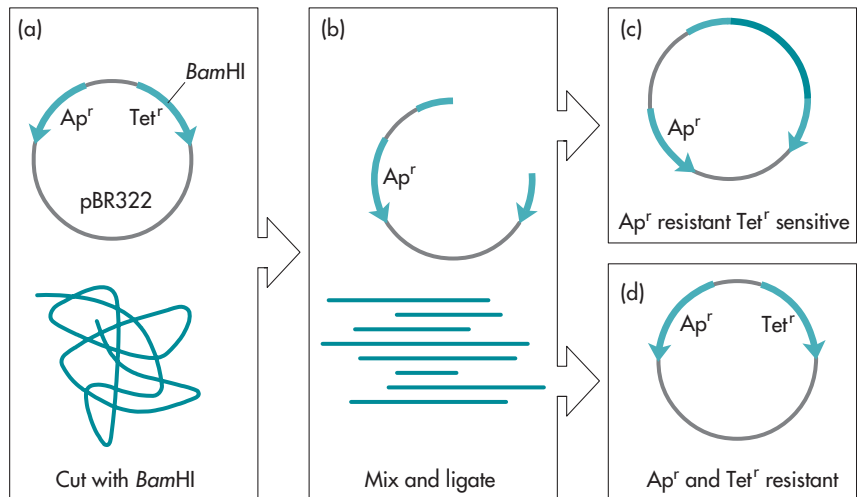 (a)
BamHI
Apʳ
Tetʳ
pBR322
Cut with BamHI
(b)
Apʳ
Mix and ligate
(c)
Apʳ
Apʳ resistant Tetʳ sensitive
(d)
Apʳ
Tetʳ
Apʳ and Tetʳ resistant